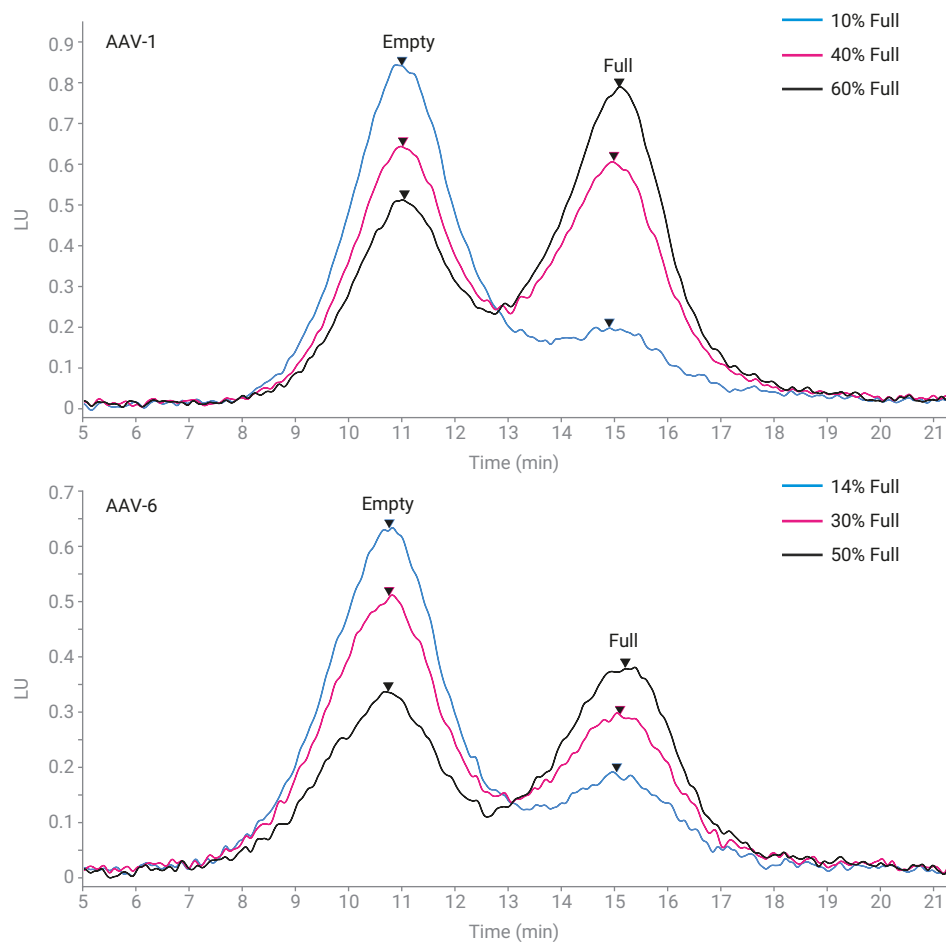 AAV-1
Empty
Full
10% Full
40% Full
60% Full
0.9
0.8
0.7
0.6
0.5
0.4
0.3
0.2
0.1
0
LU
5 6 7 8 9 10 11 12 13 14 15 16 17 18 19 20 21
Time (min)
AAV-6
Empty
Full
14% Full
30% Full
50% Full
0.7
0.6
0.5
0.4
0.3
0.2
0.1
0
LU
5 6 7 8 9 10 11 12 13 14 15 16 17 18 19 20 21
Time (min)